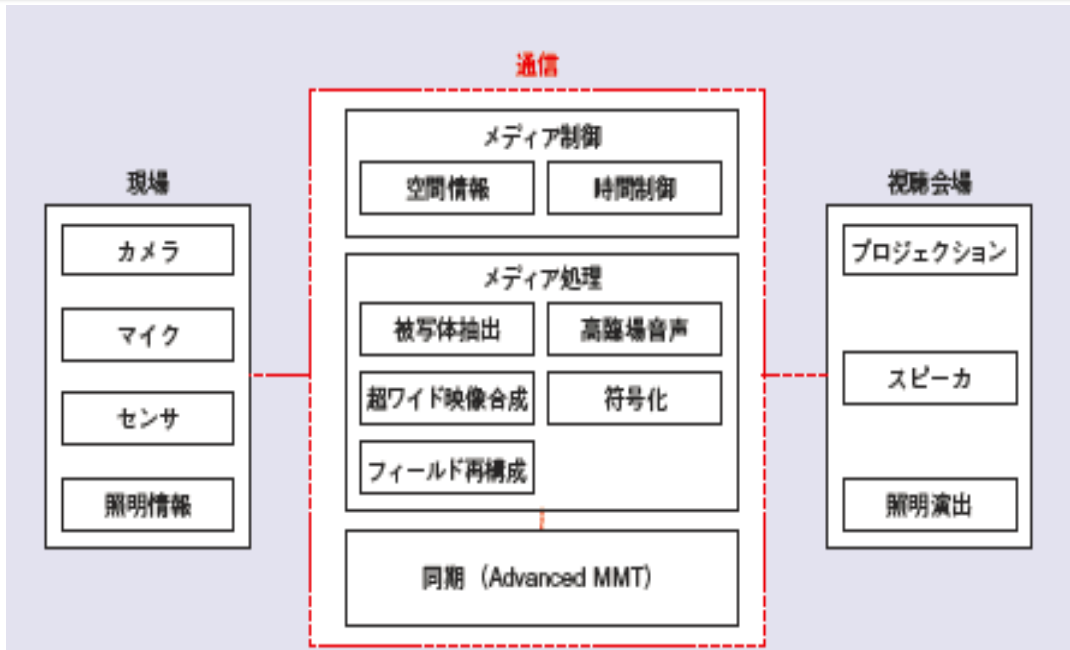 通信
現場
カメラ
マイク
センサ
照明情報
メディア制御
空間情報
時間制御
メディア処理
被写体抽出
高臨場音声
超ワイド映像合成
符号化
フィールド再構成
同期（Advanced MMT）
視聴会場
プロジェクション
スピーカ
照明演出